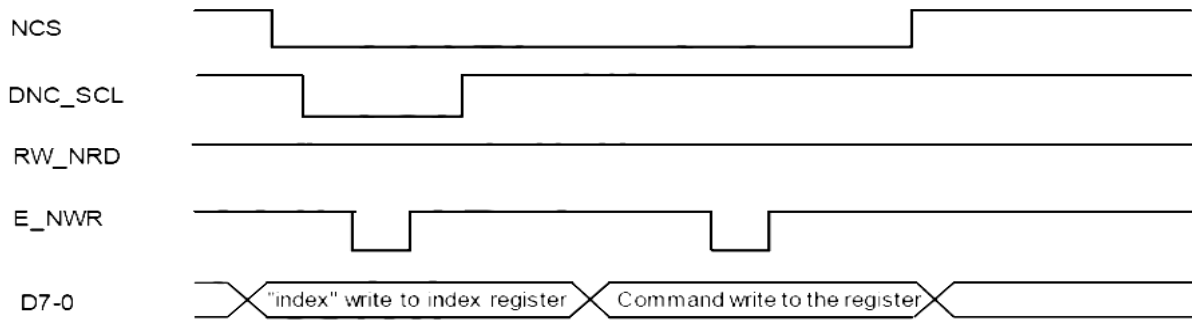 NCS
DNC_SCL
RW_NRD
E_NWR
D7-0
"index" write to index register
Command write to the register